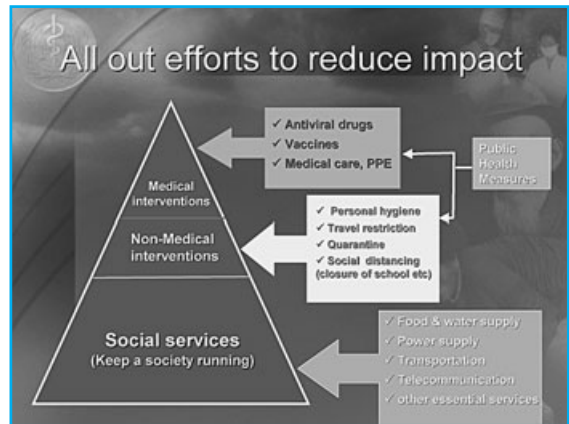 All out efforts to reduce impact
✓ Antiviral drugs
✓ Vaccines
✓ Medical care, PPE
Public
Health
Measures
Medical
interventions
✓ Personal hygiene
✓ Travel restriction
✓ Quarantine
✓ Social distancing
(closure of school etc)
Non-Medical
interventions
Social services
(Keep a society running)
✓ Food & water supply
✓ Power supply
✓ Transportation
✓ Telecommunication
✓ other essential services